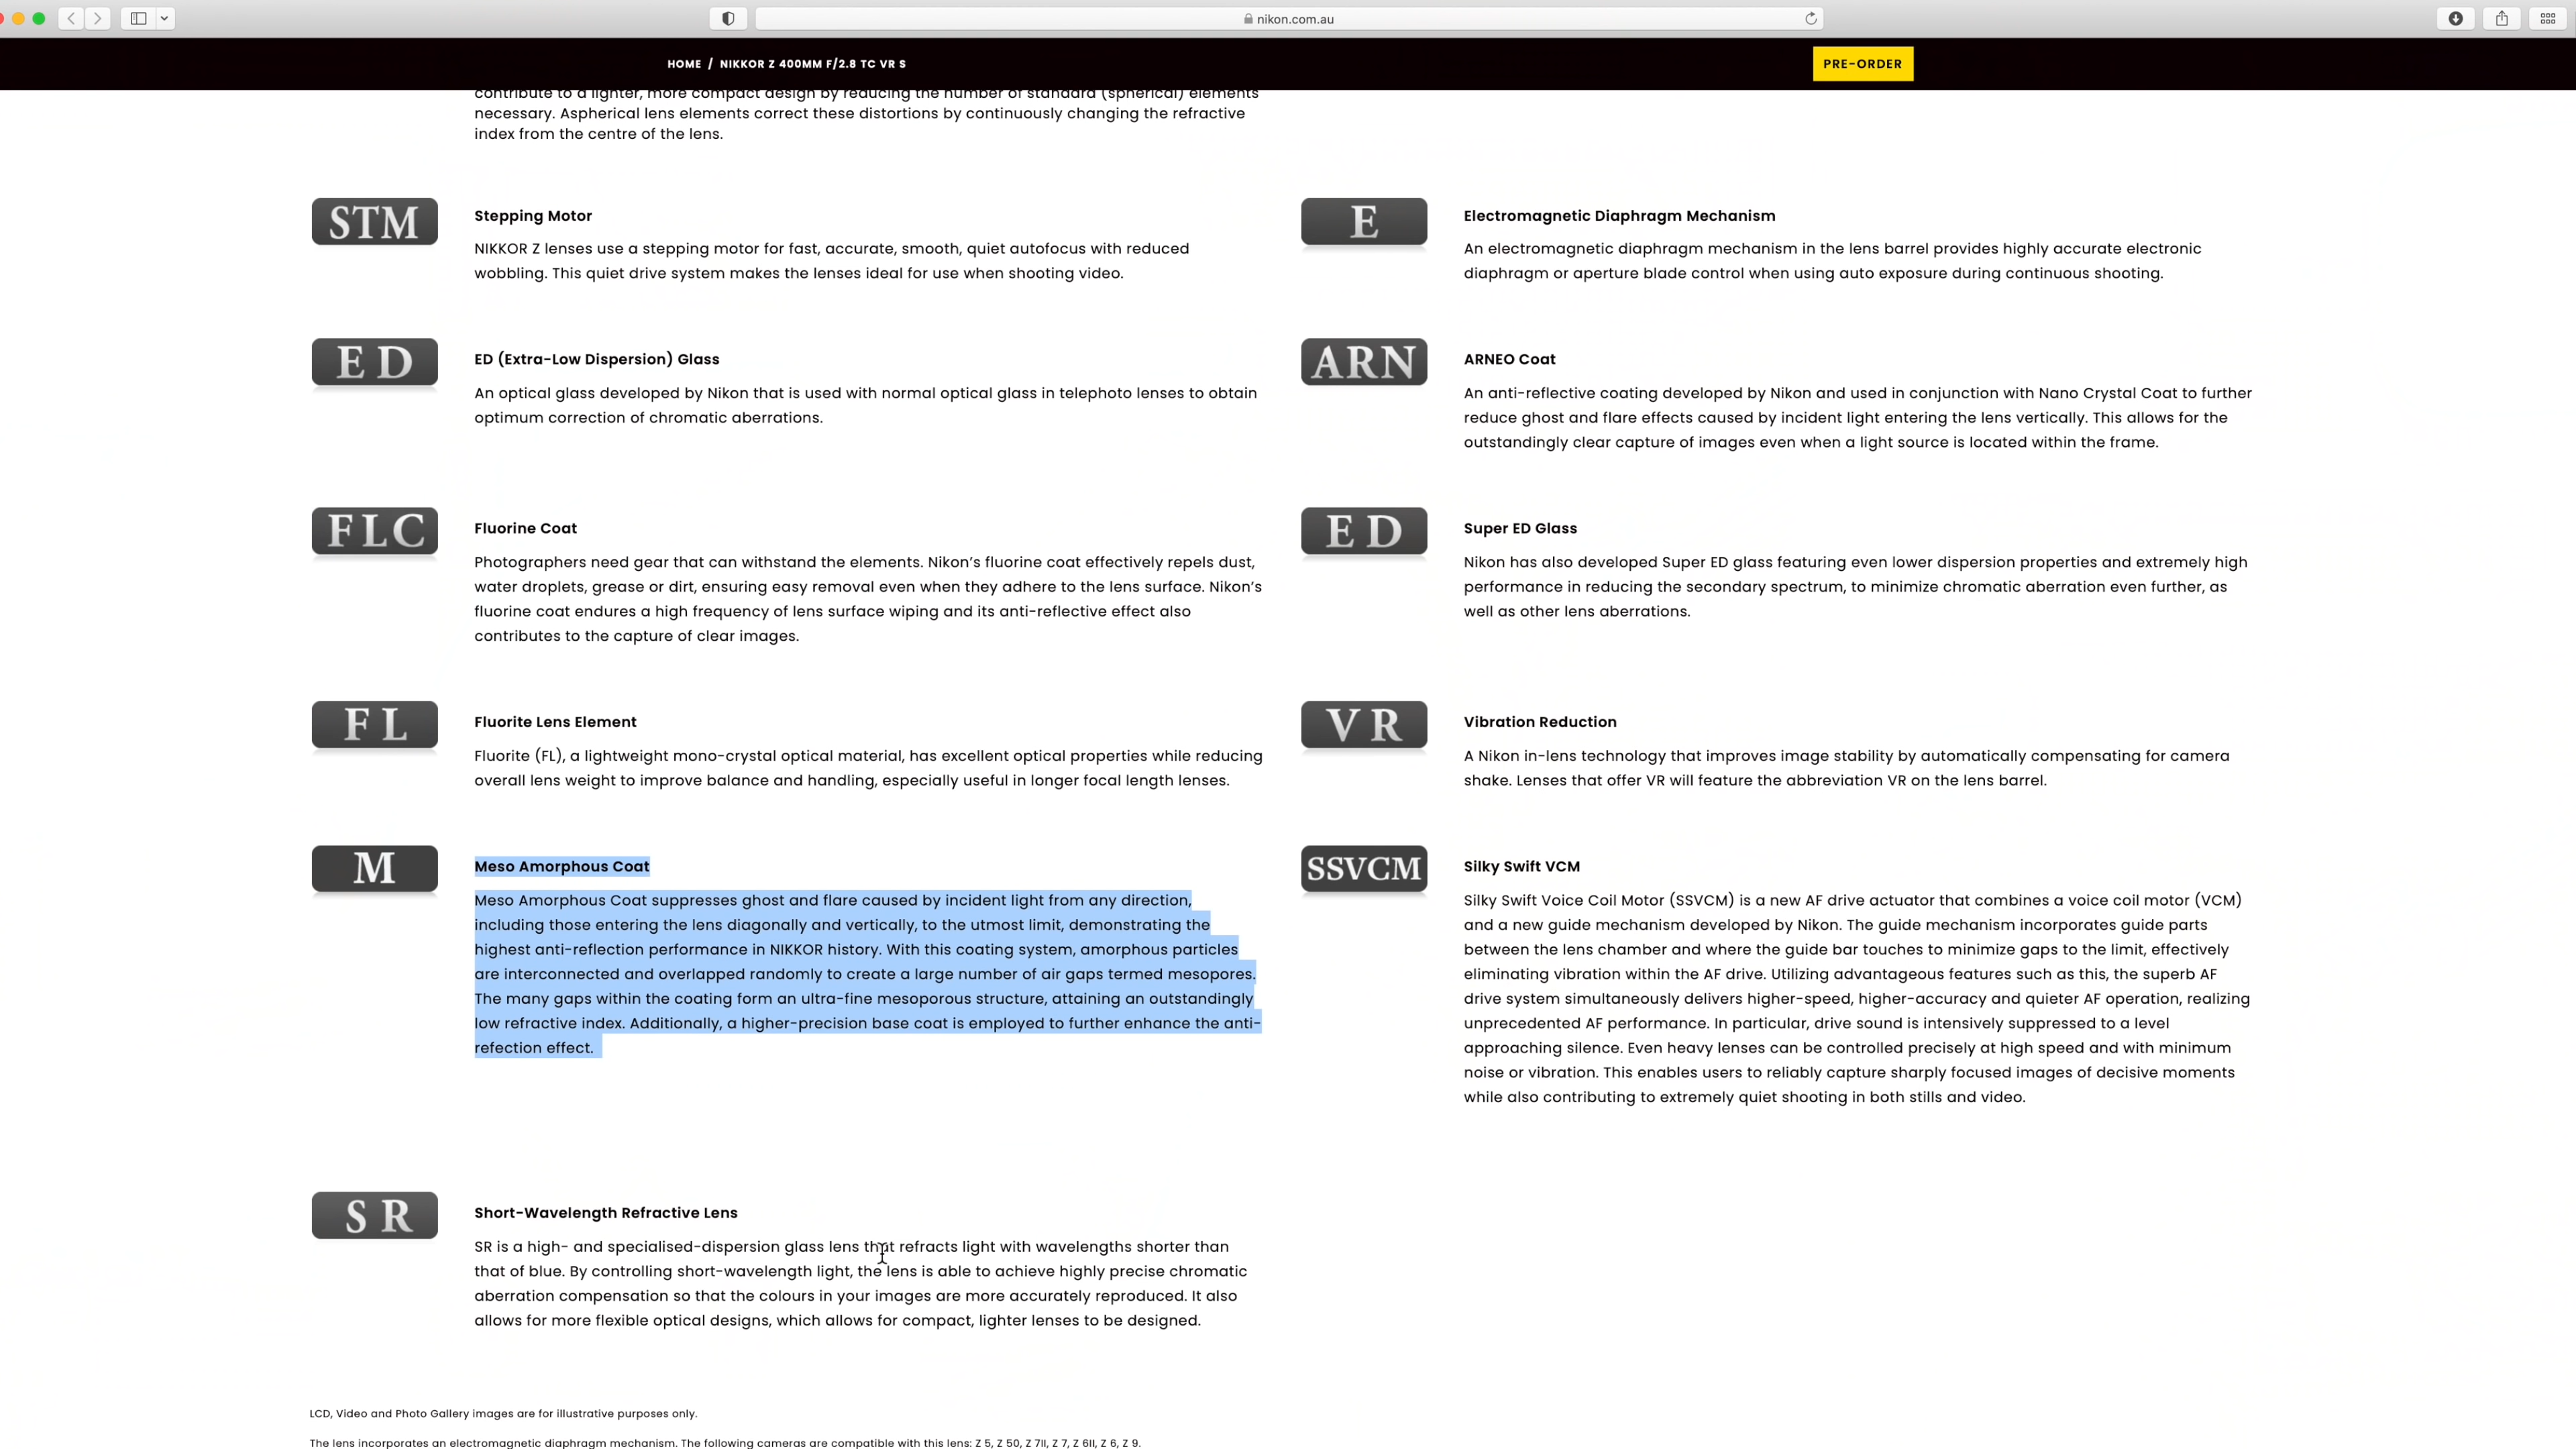 nikon.com.au
HOME / NIKKOR Z 400MM F/2.8 TC VR S
PRE-ORDER
contribute to a lighter, more compact design by reducing the number of standard (spherical) elements
necessary. Aspherical lens elements correct these distortions by continuously changing the refractive
index from the centre of the lens.
STM
Stepping Motor
NIKKOR Z lenses use a stepping motor for fast, accurate, smooth, quiet autofocus with reduced
wobbling. This quiet drive system makes the lenses ideal for use when shooting video.
E
Electromagnetic Diaphragm Mechanism
An electromagnetic diaphragm mechanism in the lens barrel provides highly accurate electronic
diaphragm or aperture blade control when using auto exposure during continuous shooting.
ED
ED (Extra-Low Dispersion) Glass
An optical glass developed by Nikon that is used with normal optical glass in telephoto lenses to obtain
optimum correction of chromatic aberrations.
ARN
ARNEO Coat
An anti-reflective coating developed by Nikon and used in conjunction with Nano Crystal Coat to further
reduce ghost and flare effects caused by incident light entering the lens vertically. This allows for the
outstandingly clear capture of images even when a light source is located within the frame.
FLC
Fluorine Coat
Photographers need gear that can withstand the elements. Nikon's fluorine coat effectively repels dust,
water droplets, grease or dirt, ensuring easy removal even when they adhere to the lens surface. Nikon's
fluorine coat endures a high frequency of lens surface wiping and its anti-reflective effect also
contributes to the capture of clear images.
ED
Super ED Glass
Nikon has also developed Super ED glass featuring even lower dispersion properties and extremely high
performance in reducing the secondary spectrum, to minimize chromatic aberration even further, as
well as other lens aberrations.
FL
Fluorite Lens Element
Fluorite (FL), a lightweight mono-crystal optical material, has excellent optical properties while reducing
overall lens weight to improve balance and handling, especially useful in longer focal length lenses.
VR
Vibration Reduction
A Nikon in-lens technology that improves image stability by automatically compensating for camera
shake. Lenses that offer VR will feature the abbreviation VR on the lens barrel.
M
Meso Amorphous Coat
Meso Amorphous Coat suppresses ghost and flare caused by incident light from any direction,
including those entering the lens diagonally and vertically, to the utmost limit, demonstrating the
highest anti-reflection performance in NIKKOR history. With this coating system, amorphous particles
are interconnected and overlapped randomly to create a large number of air gaps termed mesopores.
The many gaps within the coating form an ultra-fine mesoporous structure, attaining an outstandingly
low refractive index. Additionally, a higher-precision base coat is employed to further enhance the anti-
refection effect.
SSVCM
Silky Swift VCM
Silky Swift Voice Coil Motor (SSVCM) is a new AF drive actuator that combines a voice coil motor (VCM)
and a new guide mechanism developed by Nikon. The guide mechanism incorporates guide parts
between the lens chamber and where the guide bar touches to minimize gaps to the limit, effectively
eliminating vibration within the AF drive. Utilizing advantageous features such as this, the superb AF
drive system simultaneously delivers higher-speed, higher-accuracy and quieter AF operation, realizing
unprecedented AF performance. In particular, drive sound is intensively suppressed to a level
approaching silence. Even heavy lenses can be controlled precisely at high speed and with minimum
noise or vibration. This enables users to reliably capture sharply focused images of decisive moments
while also contributing to extremely quiet shooting in both stills and video.
SR
Short-Wavelength Refractive Lens
SR is a high- and specialised-dispersion glass lens that refracts light with wavelengths shorter than
that of blue. By controlling short-wavelength light, the lens is able to achieve highly precise chromatic
aberration compensation so that the colours in your images are more accurately reproduced. It also
allows for more flexible optical designs, which allows for compact, lighter lenses to be designed.
LCD, Video and Photo Gallery images are for illustrative purposes only.
The lens incorporates an electromagnetic diaphragm mechanism. The following cameras are compatible with this lens: Z 5, Z 50, Z 7II, Z 7, Z 6II, Z 6, Z 9.